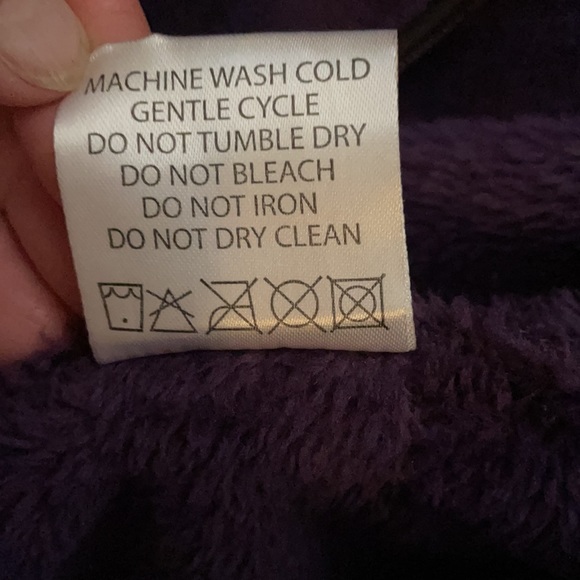 MACHINE WASH COLD
GENTLE CYCLE
DO NOT TUMBLE DRY
DO NOT BLEACH
DO NOT IRON
DO NOT DRY CLEAN